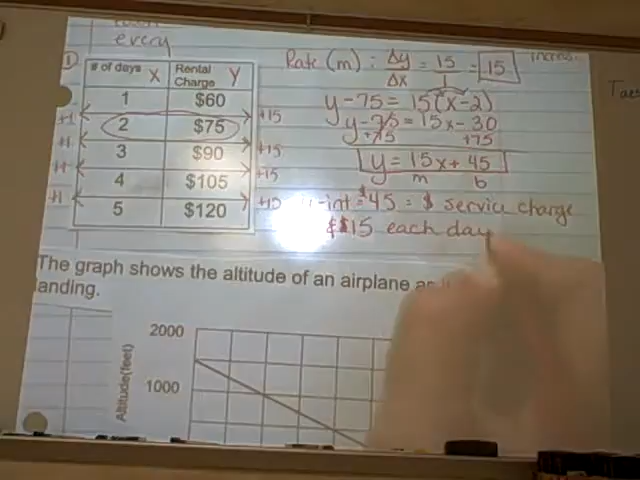 every
Rate (m) : Δy/Δx = 15/1 = 15
① # of days X Rental Charge Y
1 $60
2 $75
3 $90
4 $105
5 $120
+1 +15
+1 +15
+1 +15
+1 +15
y-75 = 15(x-2)
y-75 = 15x-30
+75 +75
y = 15x + 45
m b
y-int = $45 = $ service charge
$15 each day
The graph shows the altitude of an airplane as
landing.
2000
1000
Altitude(feet)